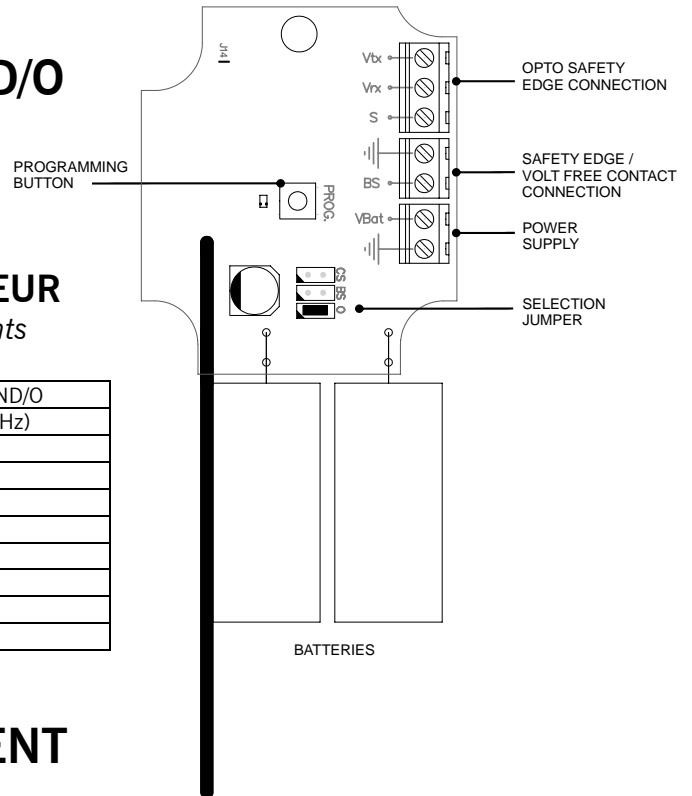 D/O
EUR
nts
ND/O
Hz)
ENT
J14
Vtx
Vrx
S
BS
VBat
OPTO SAFETY
EDGE CONNECTION
SAFETY EDGE /
VOLT FREE CONTACT
CONNECTION
POWER
SUPPLY
PROGRAMMING
BUTTON
PROG.
CS
BS
O
SELECTION
JUMPER
BATTERIES